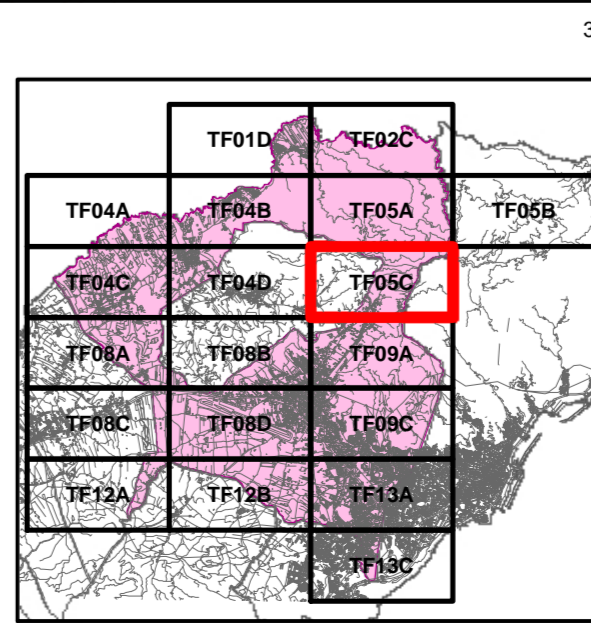 3
TF01D TF02C
TF04A TF04B TF05A TF05B
TF04C TF04D TF05C
TF08A TF08B TF09A
TF08C TF08D TF09C
TF12A TF12B TF13A
TF13C